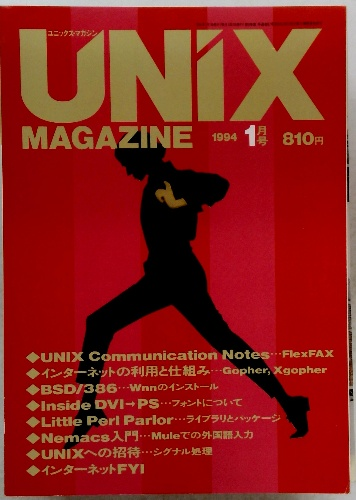 ユニックス・マガジン
UNiX
MAGAZINE 1994 1月号 810円
◆UNIX Communication Notes…FlexFAX
◆インターネットの利用と仕組み…Gopher, Xgopher
◆BSD/386…Wnnのインストール
◆Inside DVI→PS…フォントについて
◆Little Perl Parlor…ライブラリとパッケージ
◆Nemacs入門…Muleでの外国語入力
◆UNIXへの招待…シグナル処理
◆インターネットFYI